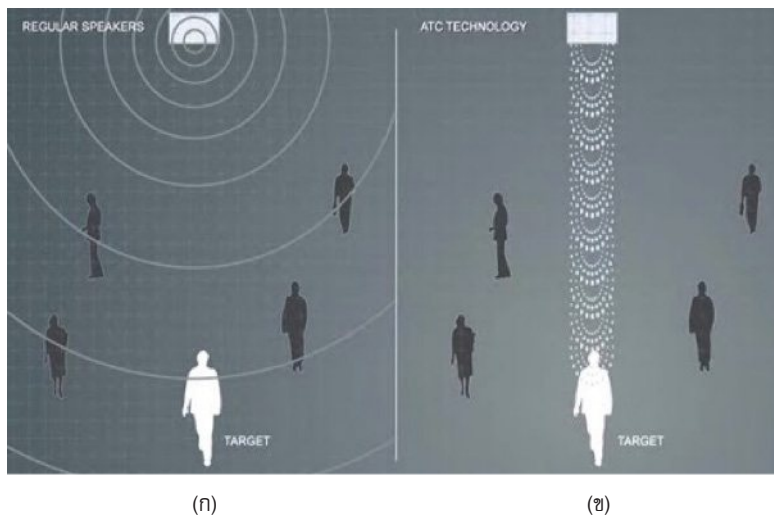 REGULAR SPEAKERS
ATC TECHNOLOGY
TARGET
TARGET
(ก)
(ข)